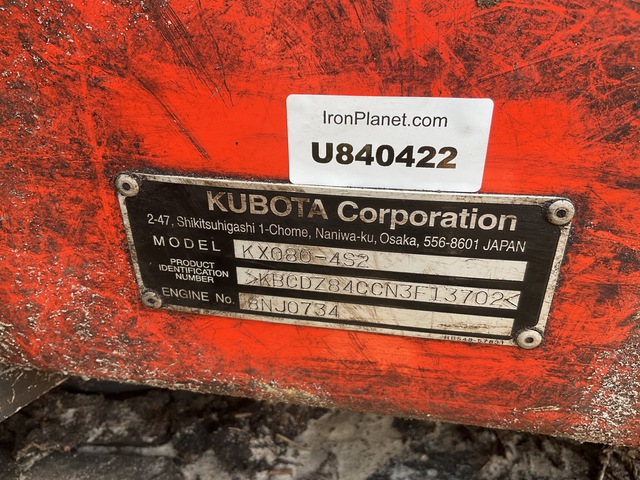 IronPlanet.com
U840422
KUBOTA Corporation
2-47, Shikitsuhigashi 1-Chome, Naniwa-ku, Osaka, 556-8601 JAPAN
MODEL KX080-4S2
PRODUCT IDENTIFICATION NUMBER >KBCDZ84CCN3F13702<
ENGINE No. 8NJ0734